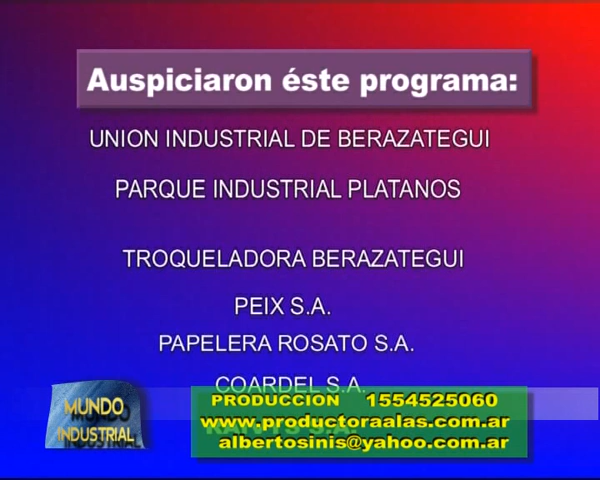 Auspiciaron éste programa:
UNION INDUSTRIAL DE BERAZATEGUI
PARQUE INDUSTRIAL PLATANOS
TROQUELADORA BERAZATEGUI
PEIX S.A.
PAPELERA ROSATO S.A.
COARDEL S.A.
S.A.
MUNDO
INDUSTRIAL
PRODUCCION 1554525060
www.productoraalas.com.ar
albertosinis@yahoo.com.ar